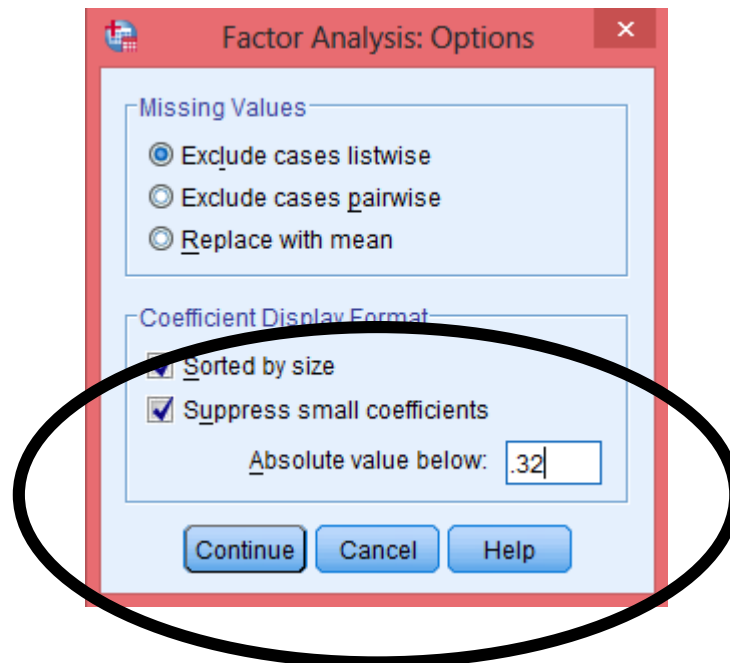 Factor Analysis: Options
Missing Values
Exclude cases listwise
Exclude cases pairwise
Replace with mean
Coefficient Display Format
Sorted by size
Suppress small coefficients
Absolute value below: .32
Continue Cancel Help